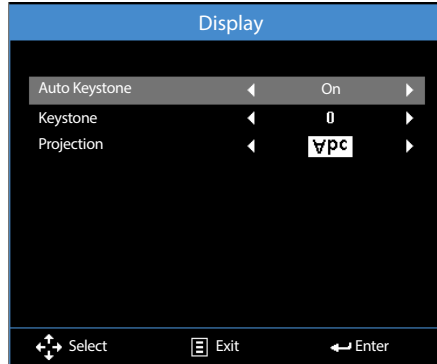 Display
Auto Keystone On
Keystone 0
Projection Abc
Select Exit Enter